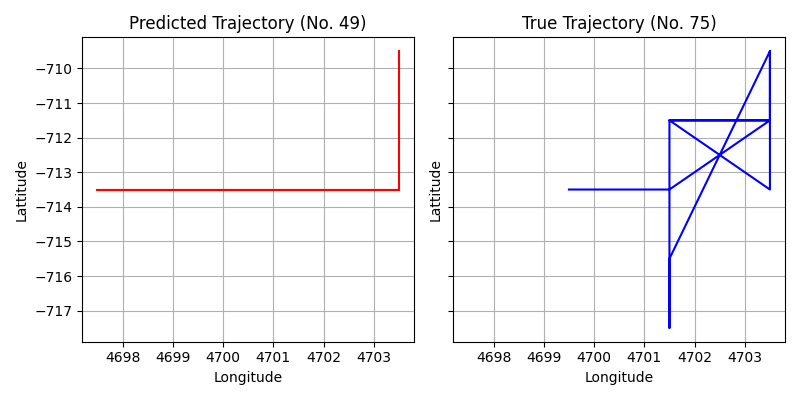 Predicted Trajectory (No. 49)
True Trajectory (No. 75)
−710
−711
−712
−713
−714
−715
−716
−717
Lattitude
Lattitude
4698 4699 4700 4701 4702 4703
4698 4699 4700 4701 4702 4703
Longitude
Longitude